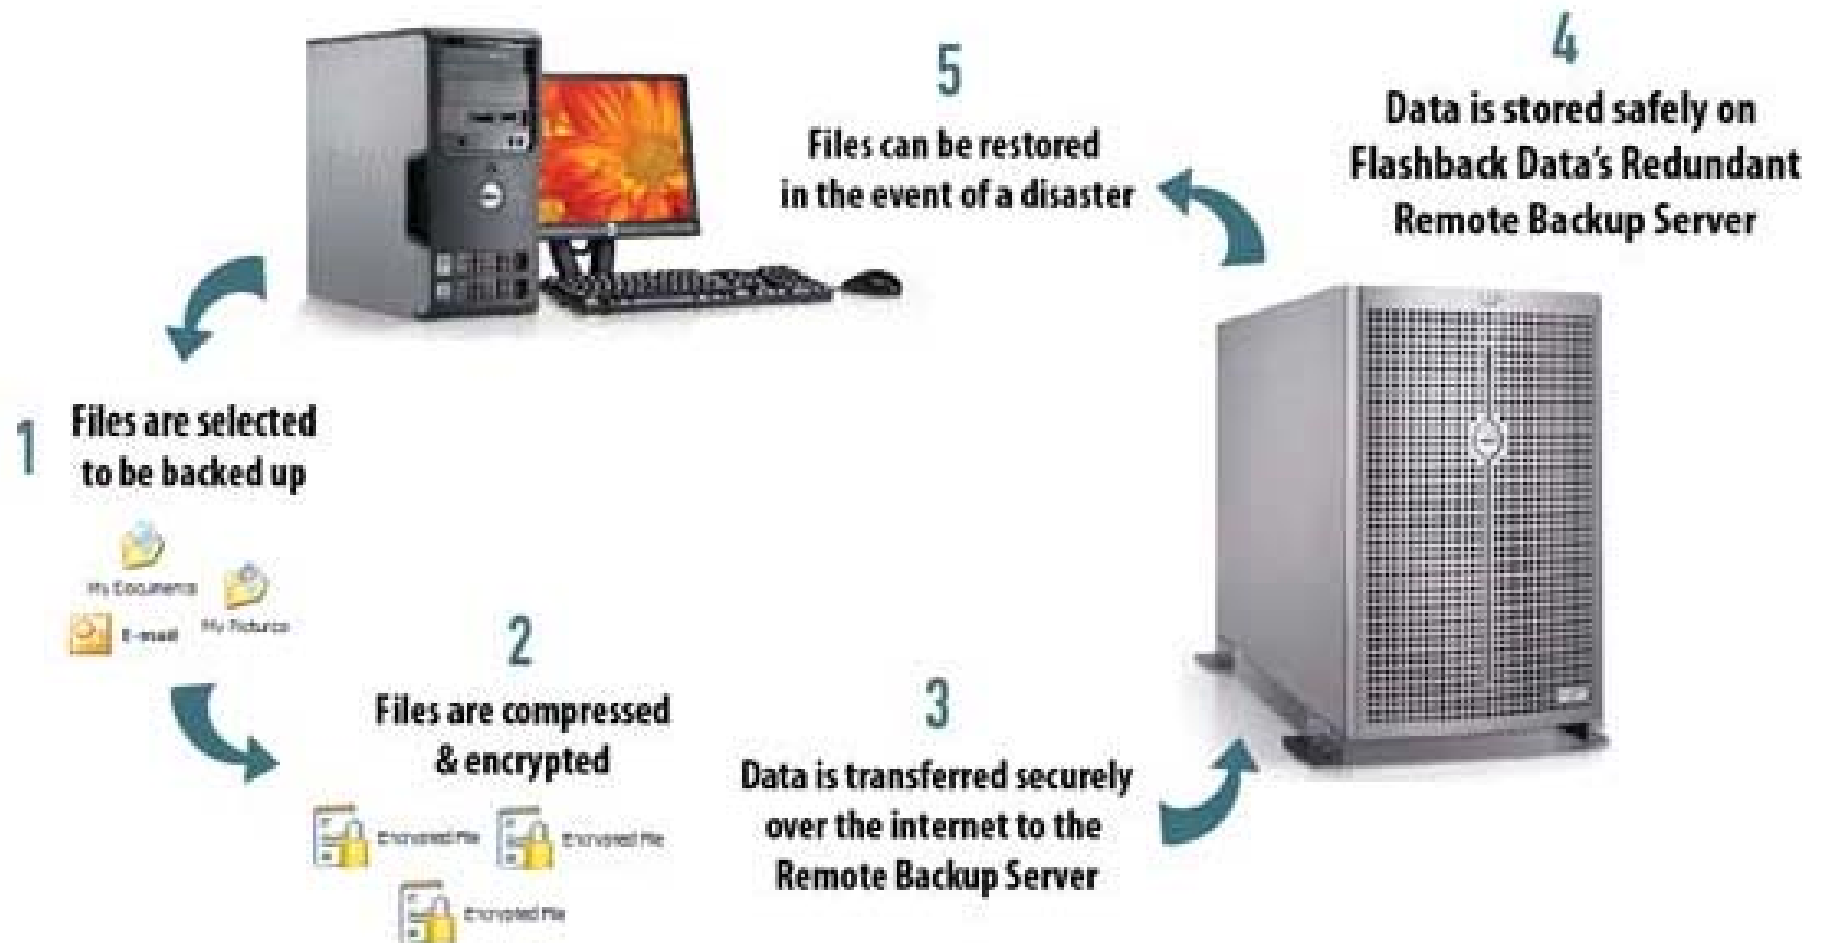 1
Files are selected
to be backed up
My Documents
My Pictures
E-mail
2
Files are compressed
& encrypted
Encrypted File
Encrypted File
Encrypted File
3
Data is transferred securely
over the internet to the
Remote Backup Server
4
Data is stored safely on
Flashback Data's Redundant
Remote Backup Server
5
Files can be restored
in the event of a disaster